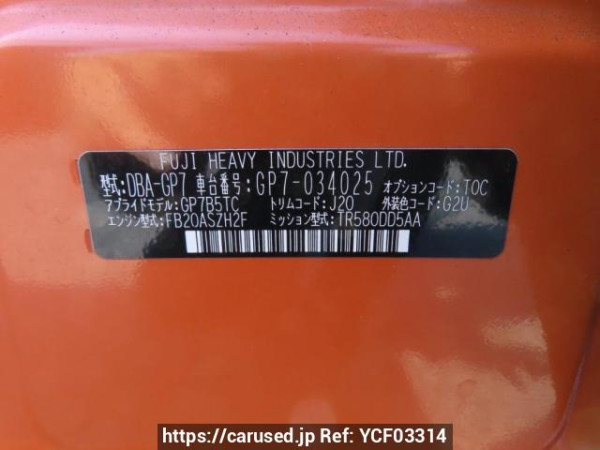 FUJI HEAVY INDUSTRIES LTD.
型式:DBA-GP7 車台番号:GP7-034025 オプションコード:TOC
アプライドモデル:GP7B5TC トリムコード:J20 外装色コード:G2U
エンジン型式:FB20ASZH2F ミッション型式:TR580DD5AA
https://carused.jp Ref: YCF03314